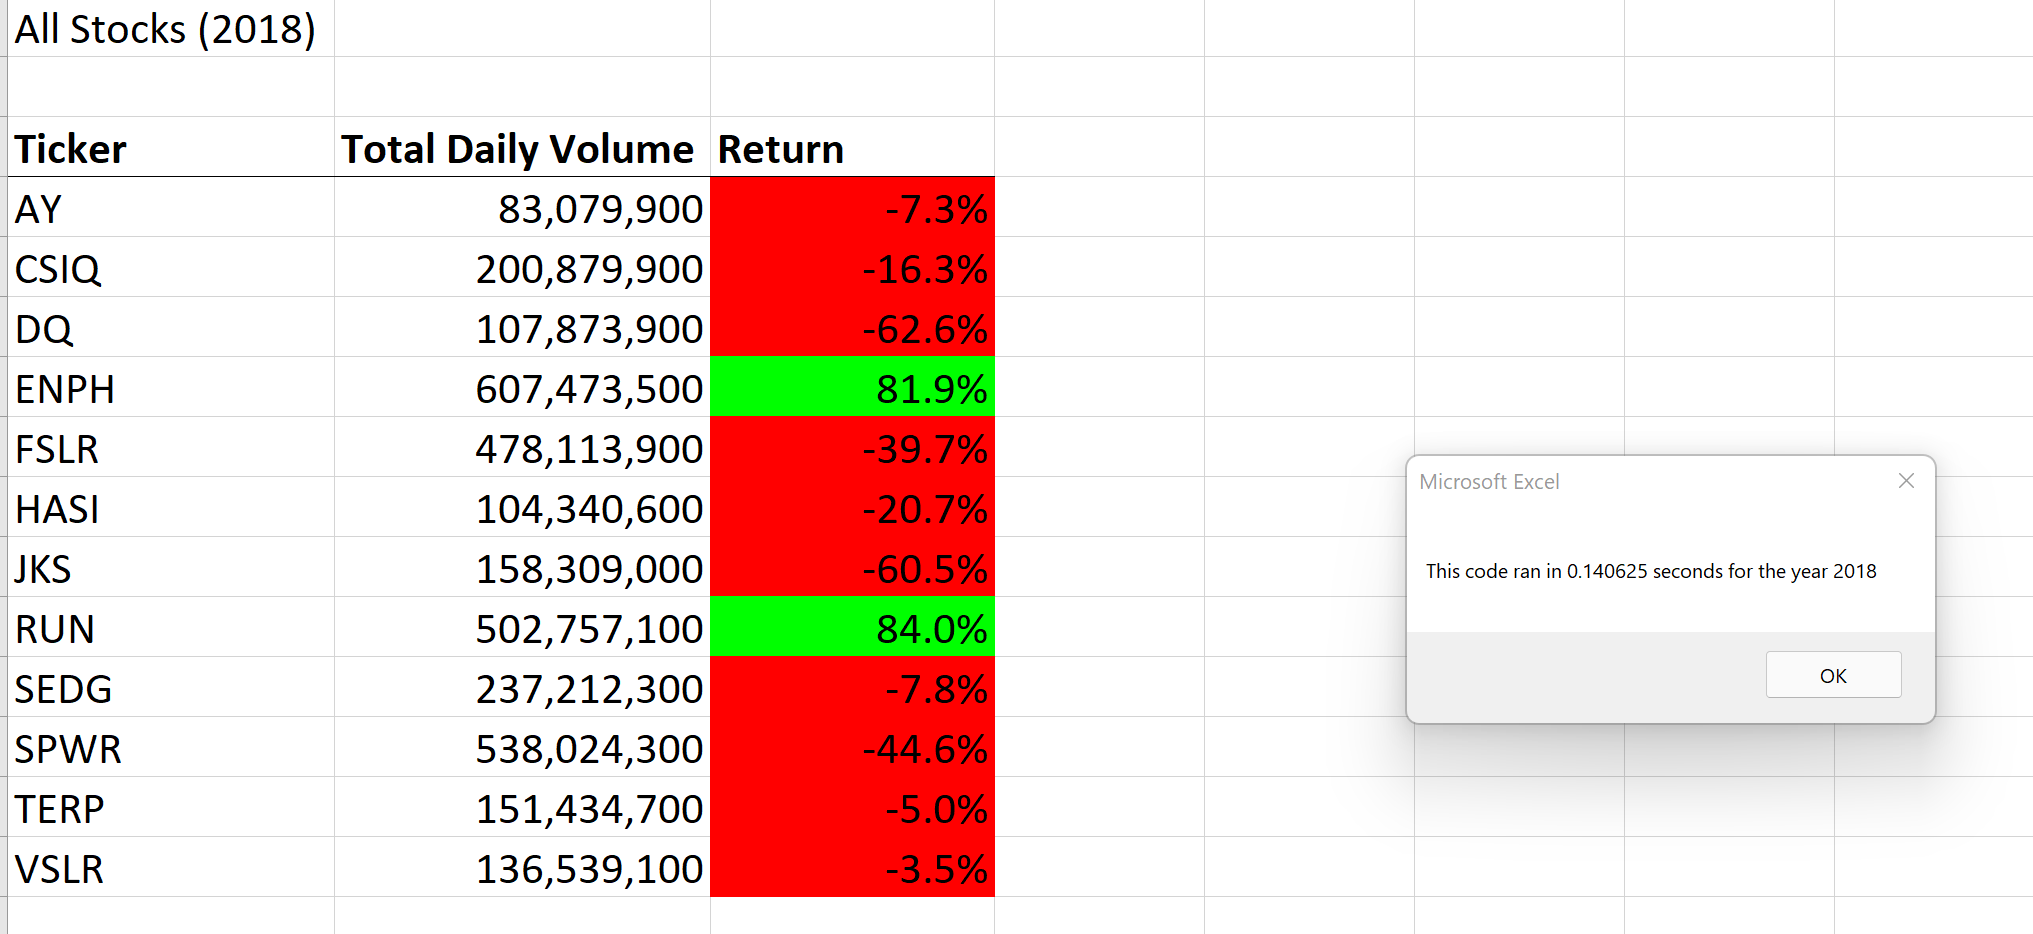 All Stocks (2018)
Ticker Total Daily Volume Return
AY 83,079,900 -7.3%
CSIQ 200,879,900 -16.3%
DQ 107,873,900 -62.6%
ENPH 607,473,500 81.9%
FSLR 478,113,900 -39.7%
HASI 104,340,600 -20.7%
JKS 158,309,000 -60.5%
RUN 502,757,100 84.0%
SEDG 237,212,300 -7.8%
SPWR 538,024,300 -44.6%
TERP 151,434,700 -5.0%
VSLR 136,539,100 -3.5%
Microsoft Excel
This code ran in 0.140625 seconds for the year 2018
OK